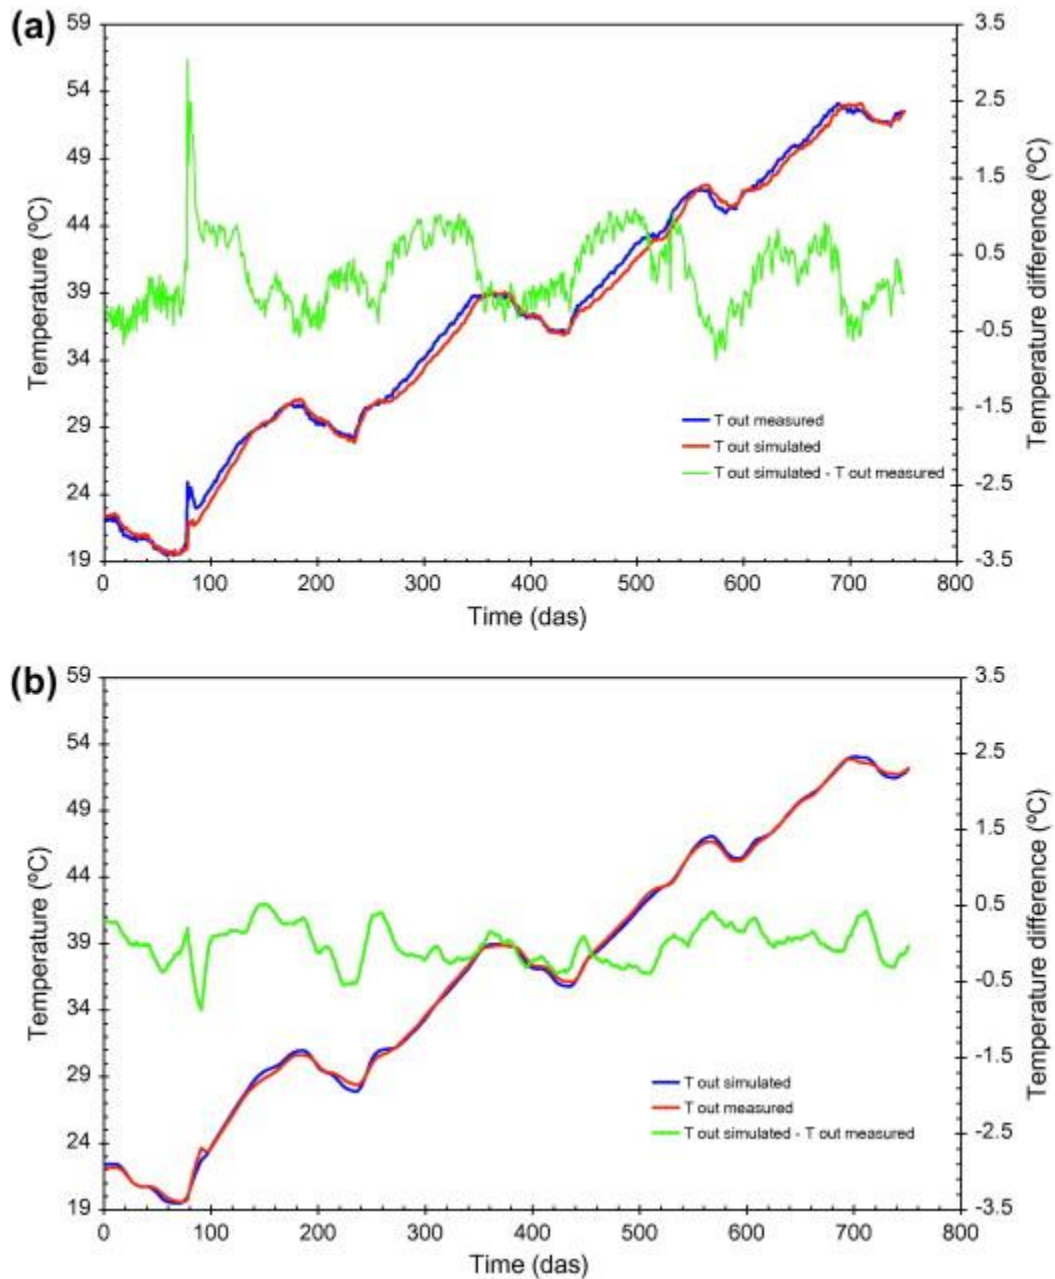 (a)
59
54
49
44
39
34
29
24
19
Temperature (ºC)
3.5
2.5
1.5
0.5
-0.5
-1.5
-2.5
-3.5
Temperature difference (ºC)
T out measured
T out simulated
T out simulated - T out measured
0 100 200 300 400 500 600 700 800
Time (das)
(b)
59
54
49
44
39
34
29
24
19
Temperature (ºC)
3.5
2.5
1.5
0.5
-0.5
-1.5
-2.5
-3.5
Temperature difference (ºC)
T out simulated
T out measured
T out simulated - T out measured
0 100 200 300 400 500 600 700 800
Time (das)